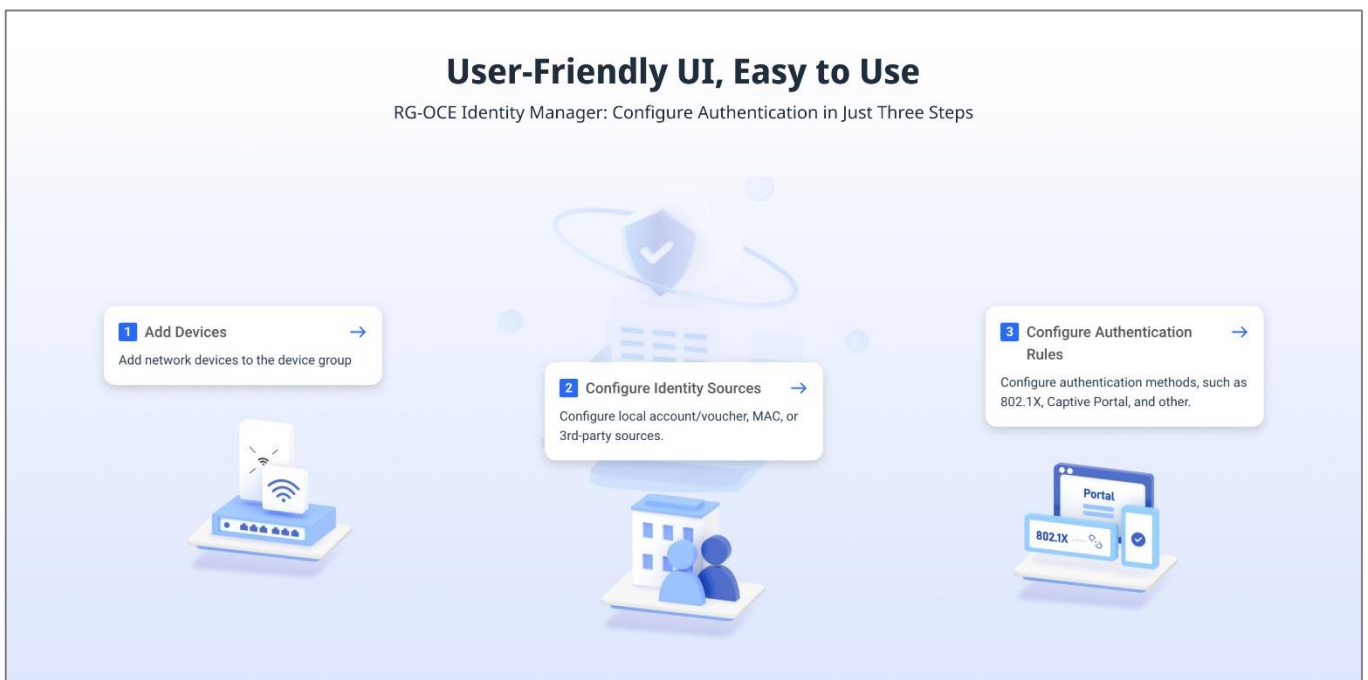 User-Friendly UI, Easy to Use
RG-OCE Identity Manager: Configure Authentication in Just Three Steps
1 Add Devices
Add network devices to the device group
2 Configure Identity Sources
Configure local account/voucher, MAC, or
3rd-party sources.
3 Configure Authentication
Rules
Configure authentication methods, such as
802.1X, Captive Portal, and other.
Portal
802.1X